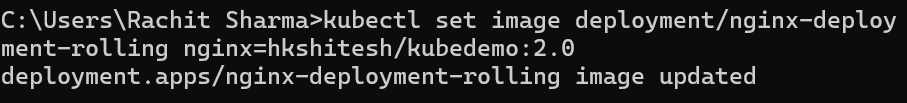 C:\Users\Rachit Sharma>kubectl set image deployment/nginx-deploy
ment-rolling nginx=hkshitesh/kubedemo:2.0
deployment.apps/nginx-deployment-rolling image updated